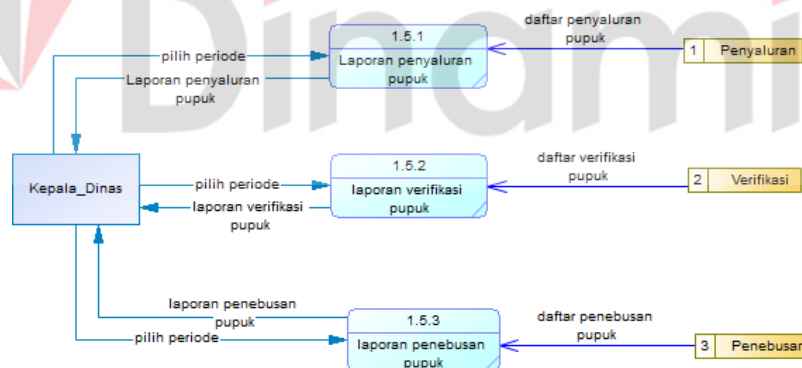 Dinami
daftar penyaluran
pupuk
1.5.1
Laporan penyaluran
pupuk
1 Penyaluran
pilih periode
Laporan penyaluran
pupuk
Kepala_Dinas
pilih periode
laporan verifikasi
pupuk
1.5.2
laporan verifikasi
pupuk
daftar verifikasi
pupuk
2 Verifikasi
laporan penebusan
pupuk
pilih periode
1.5.3
laporan penebusan
pupuk
daftar penebusan
pupuk
3 Penebusan